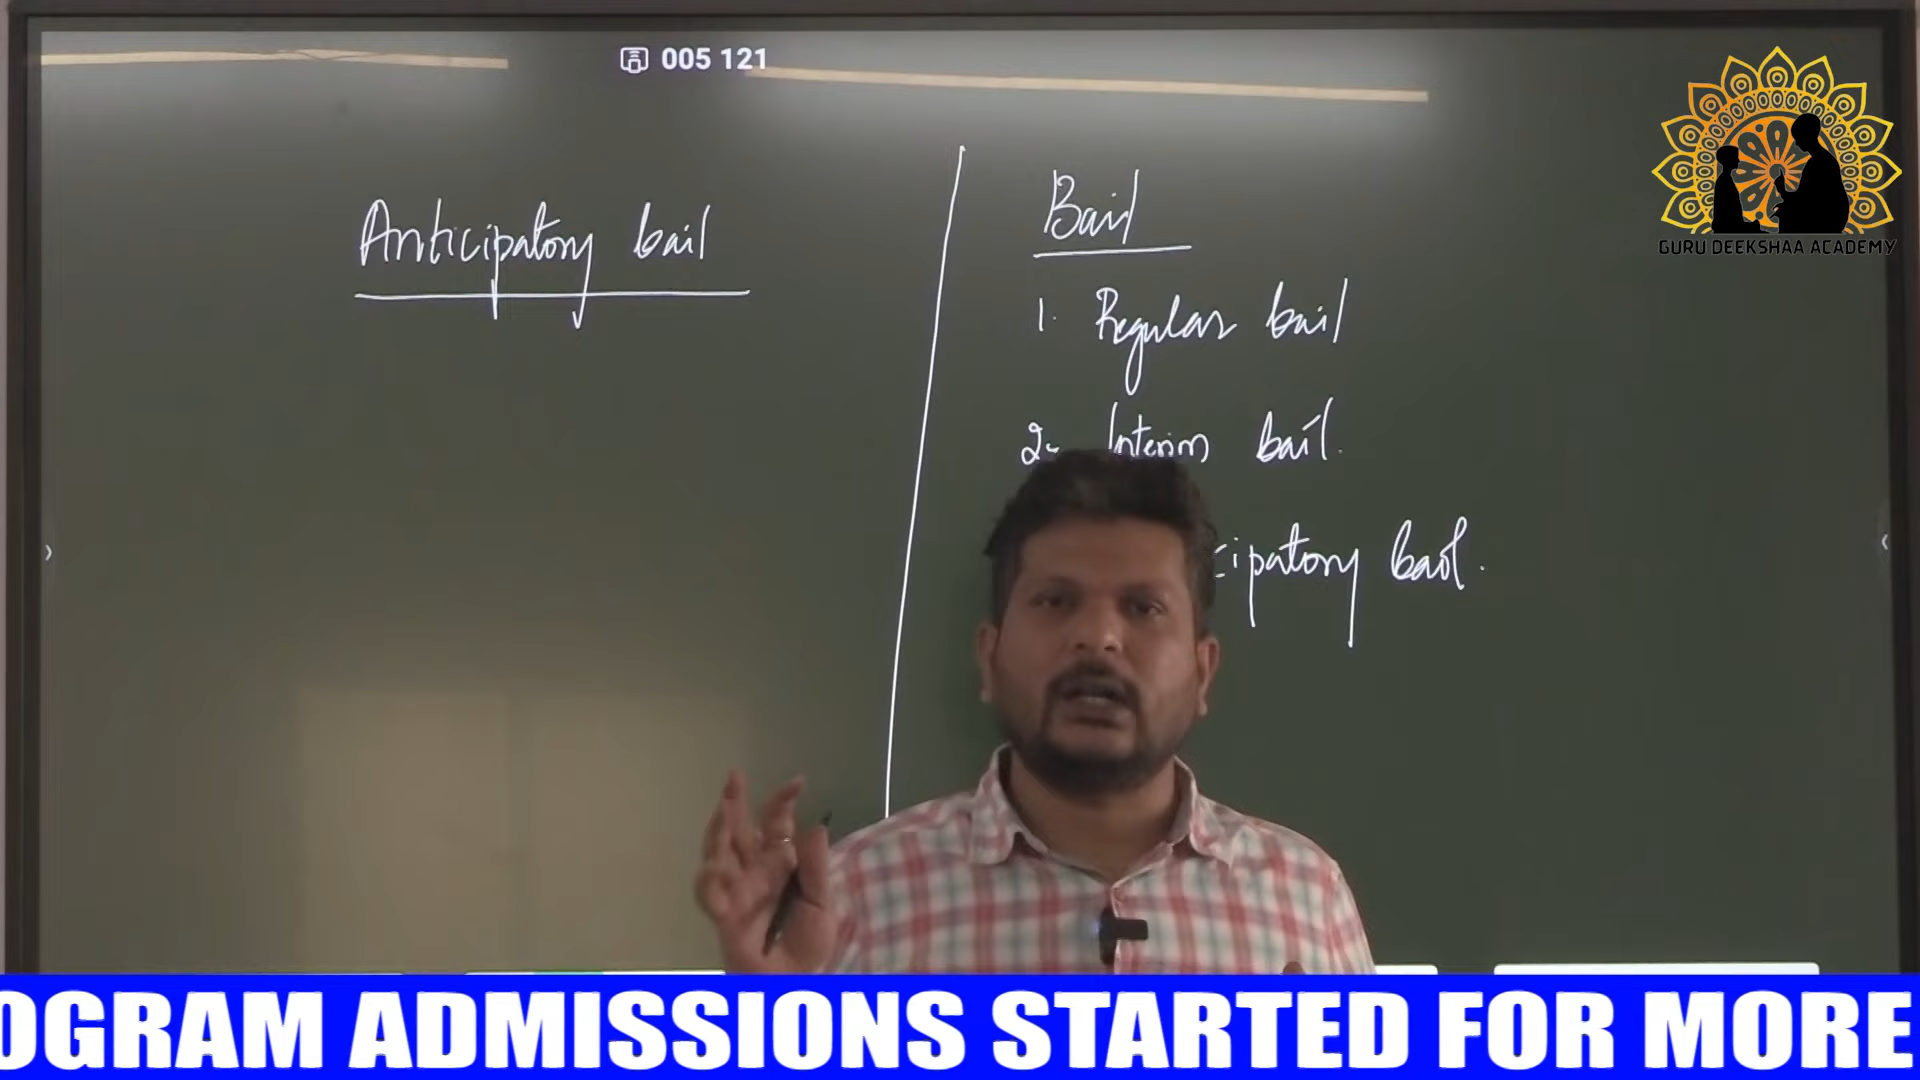 005 121
GURU DEEKSHAA ACADEMY
Anticipatory bail
Bail
1. Regular bail
2. Interim bail.
cipatory bail.
OGRAM ADMISSIONS STARTED FOR MORE